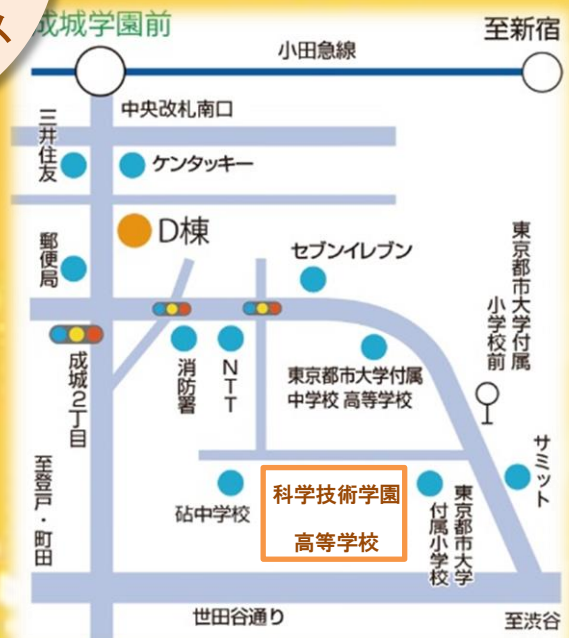 ス
成城学園前
至新宿
小田急線
中央改札南口
三井住友
ケンタッキー
D棟
郵便局
セブンイレブン
東京都市大学付属
小学校前
成城2丁目
消防署
NTT
東京都市大学付属
中学校 高等学校
サミット
至登戸・町田
砧中学校
科学技術学園
高等学校
東京都市大学
付属小学校
世田谷通り
至渋谷